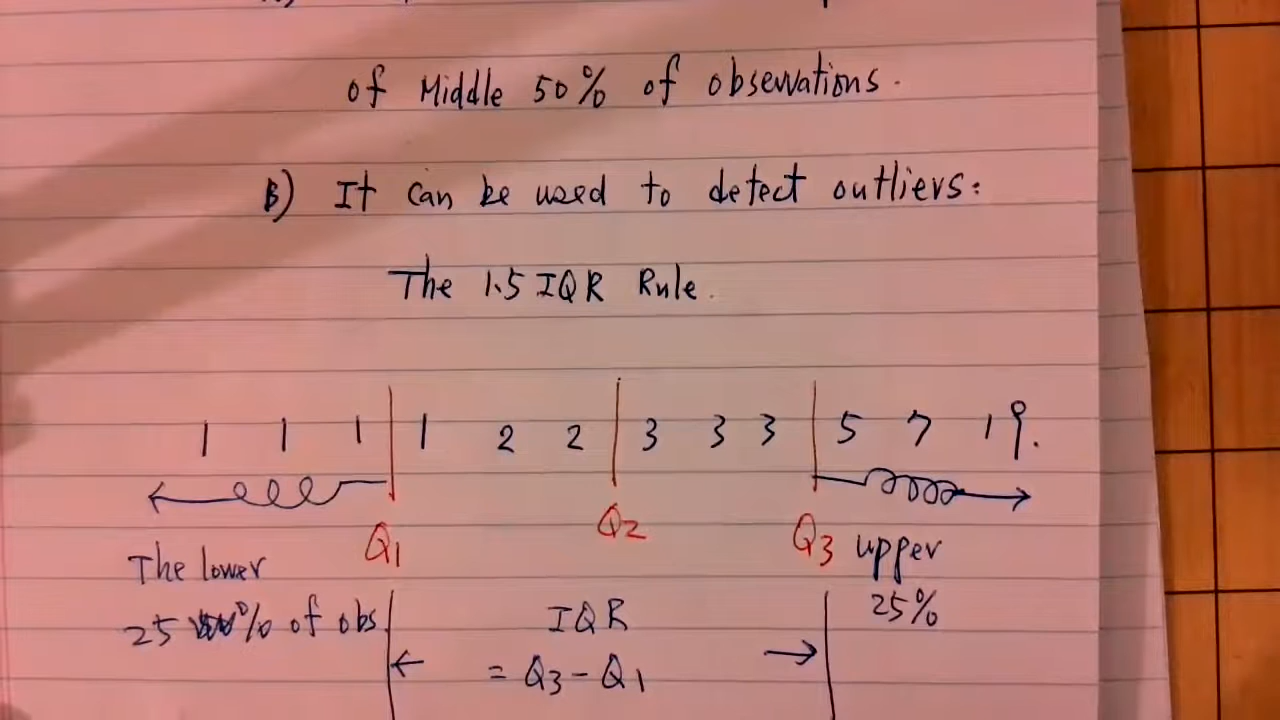 of Middle 50% of observations.
B) It can be used to detect outliers:
The 1.5 IQR Rule.
1 1 1 1 2 2 3 3 3 5 7 19.
Q1 Q2 Q3
The lower
25 % of obs
upper
25%
IQR
= Q3 - Q1